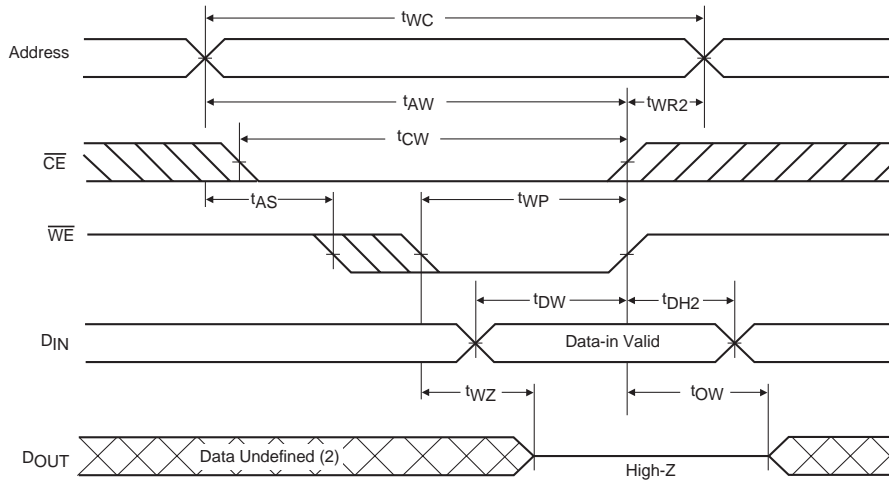 tWC
Address
tAW
tWR2
tCW
CE
tAS
tWP
WE
tDW
tDH2
DIN
Data-in Valid
tWZ
tOW
DOUT
Data Undefined (2)
High-Z